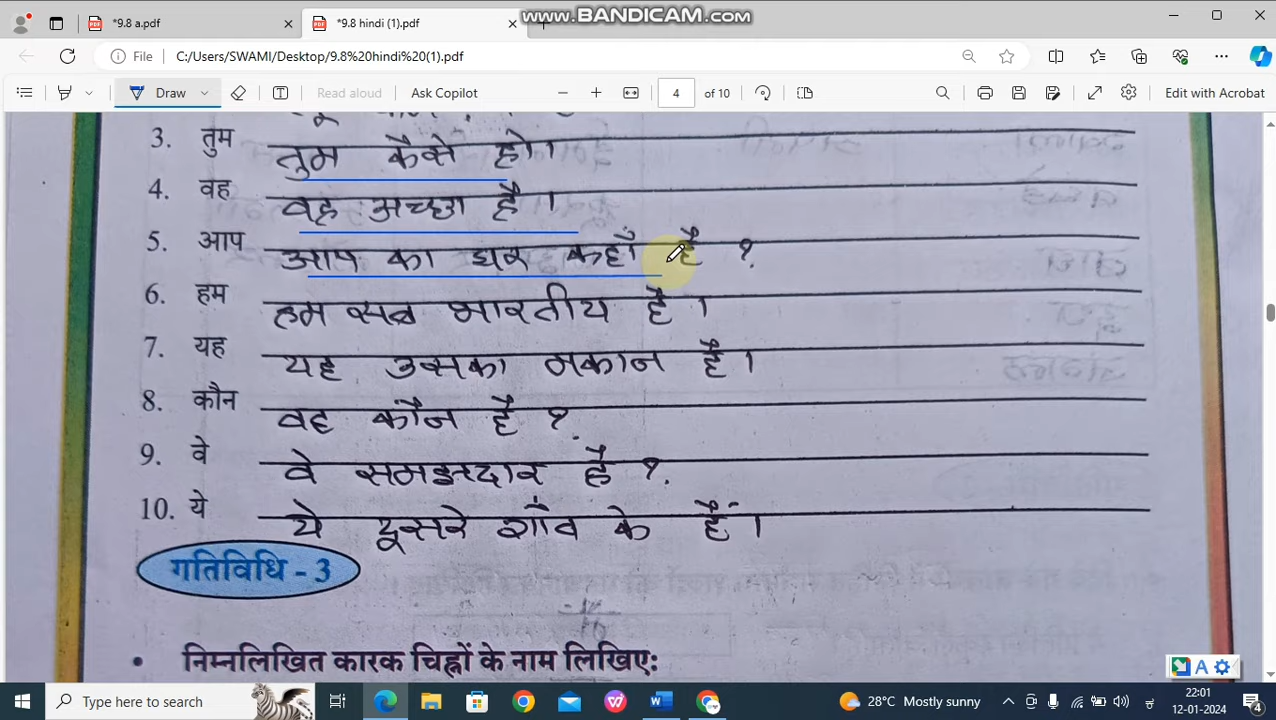 www.BANDICAM.com
*9.8 a.pdf
*9.8 hindi (1).pdf
File C:/Users/SWAMI/Desktop/9.8%20hindi%20(1).pdf
Draw Read aloud Ask Copilot 4 of 10 Edit with Acrobat
3. तुम तुम कैसे हो।
4. वह वह अच्छा है।
5. आप आप का घर कहाँ है ?
6. हम हम सब भारतीय है।
7. यह यह उसका मकान है।
8. कौन वह कौन है ?
9. वे वे समझदार है ?
10. ये ये दूसरे गाँव के हैं।
गतिविधि - 3
• निम्नलिखित कारक चिह्नों के नाम लिखिए:
A
Type here to search
28°C Mostly sunny
22:01
12-01-2024
4